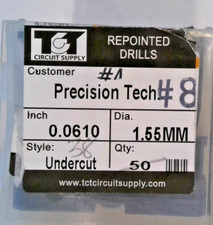 TCT
CIRCUIT SUPPLY
REPOINTED
DRILLS
Customer #1
Precision Tech #8
Inch Dia.
0.0610 1.55MM
Style: 58 Qty:
Undercut 50
www.tctcircuitsupply.com